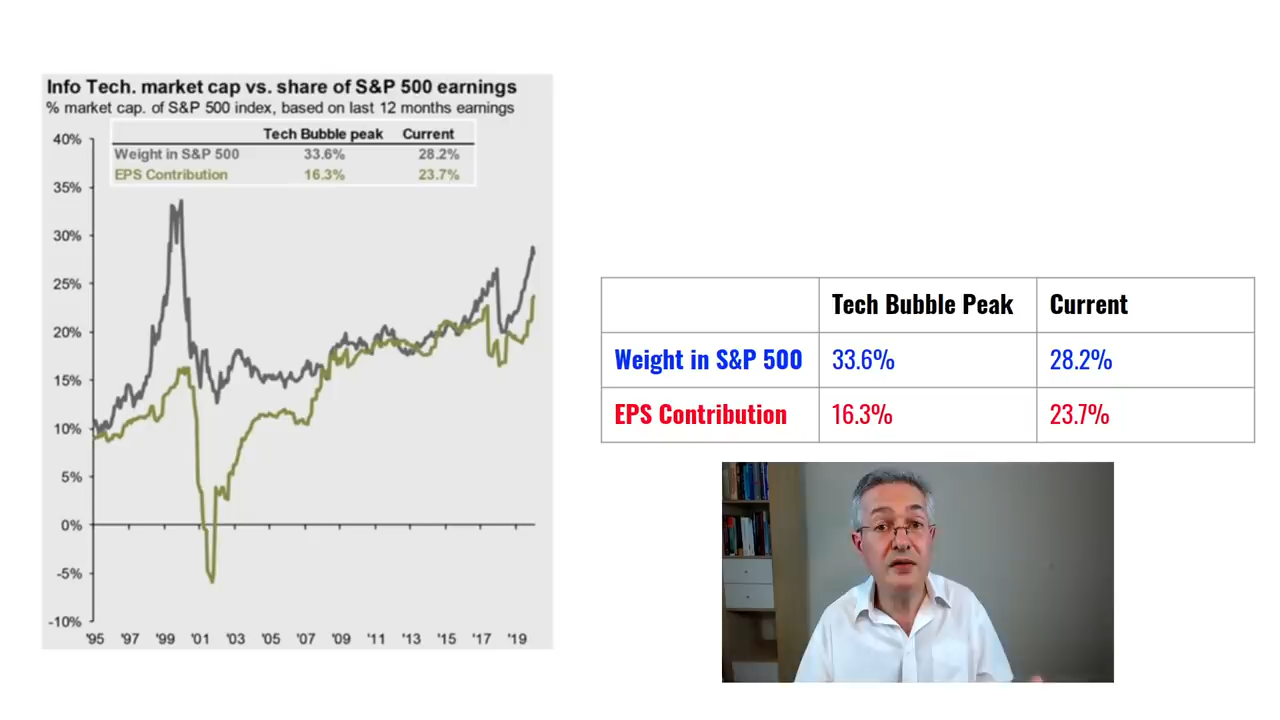 Info Tech. market cap vs. share of S&P 500 earnings
% market cap. of S&P 500 index, based on last 12 months earnings
Tech Bubble peak Current
Weight in S&P 500 33.6% 28.2%
EPS Contribution 16.3% 23.7%
40%
35%
30%
25%
20%
15%
10%
5%
0%
-5%
-10%
'95 '97 '99 '01 '03 '05 '07 '09 '11 '13 '15 '17 '19
Tech Bubble Peak Current
Weight in S&P 500 33.6% 28.2%
EPS Contribution 16.3% 23.7%